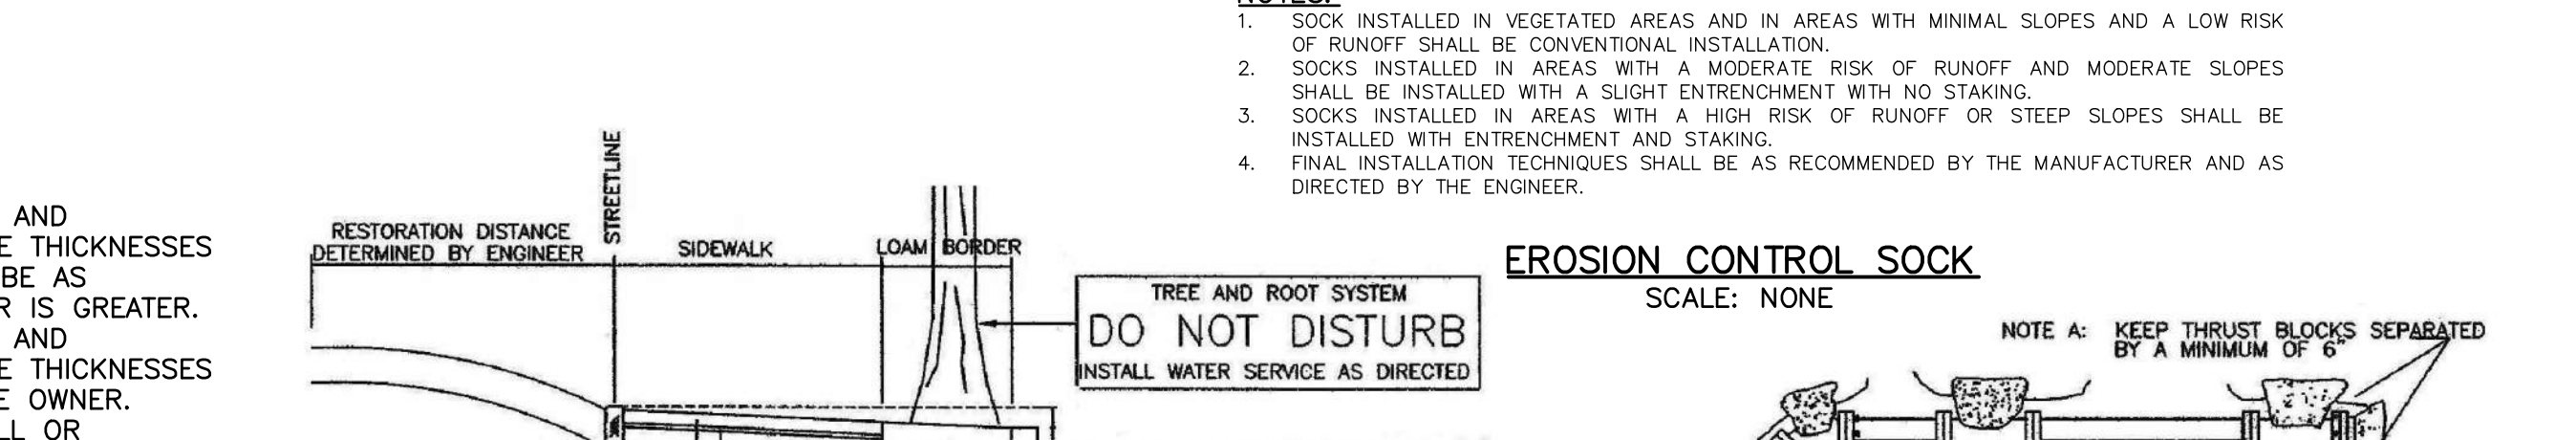 NOTES:
1. SOCK INSTALLED IN VEGETATED AREAS AND IN AREAS WITH MINIMAL SLOPES AND A LOW RISK
OF RUNOFF SHALL BE CONVENTIONAL INSTALLATION.
2. SOCKS INSTALLED IN AREAS WITH A MODERATE RISK OF RUNOFF AND MODERATE SLOPES
SHALL BE INSTALLED WITH A SLIGHT ENTRENCHMENT WITH NO STAKING.
3. SOCKS INSTALLED IN AREAS WITH A HIGH RISK OF RUNOFF OR STEEP SLOPES SHALL BE
INSTALLED WITH ENTRENCHMENT AND STAKING.
4. FINAL INSTALLATION TECHNIQUES SHALL BE AS RECOMMENDED BY THE MANUFACTURER AND AS
DIRECTED BY THE ENGINEER.
EROSION CONTROL SOCK
SCALE: NONE
AND
E THICKNESSES
BE AS
R IS GREATER.
AND
E THICKNESSES
E OWNER.
LL OR
RESTORATION DISTANCE
DETERMINED BY ENGINEER
STREETLINE
SIDEWALK
LOAM BORDER
TREE AND ROOT SYSTEM
DO NOT DISTURB
INSTALL WATER SERVICE AS DIRECTED
NOTE A: KEEP THRUST BLOCKS SEPARATED
BY A MINIMUM OF 6"